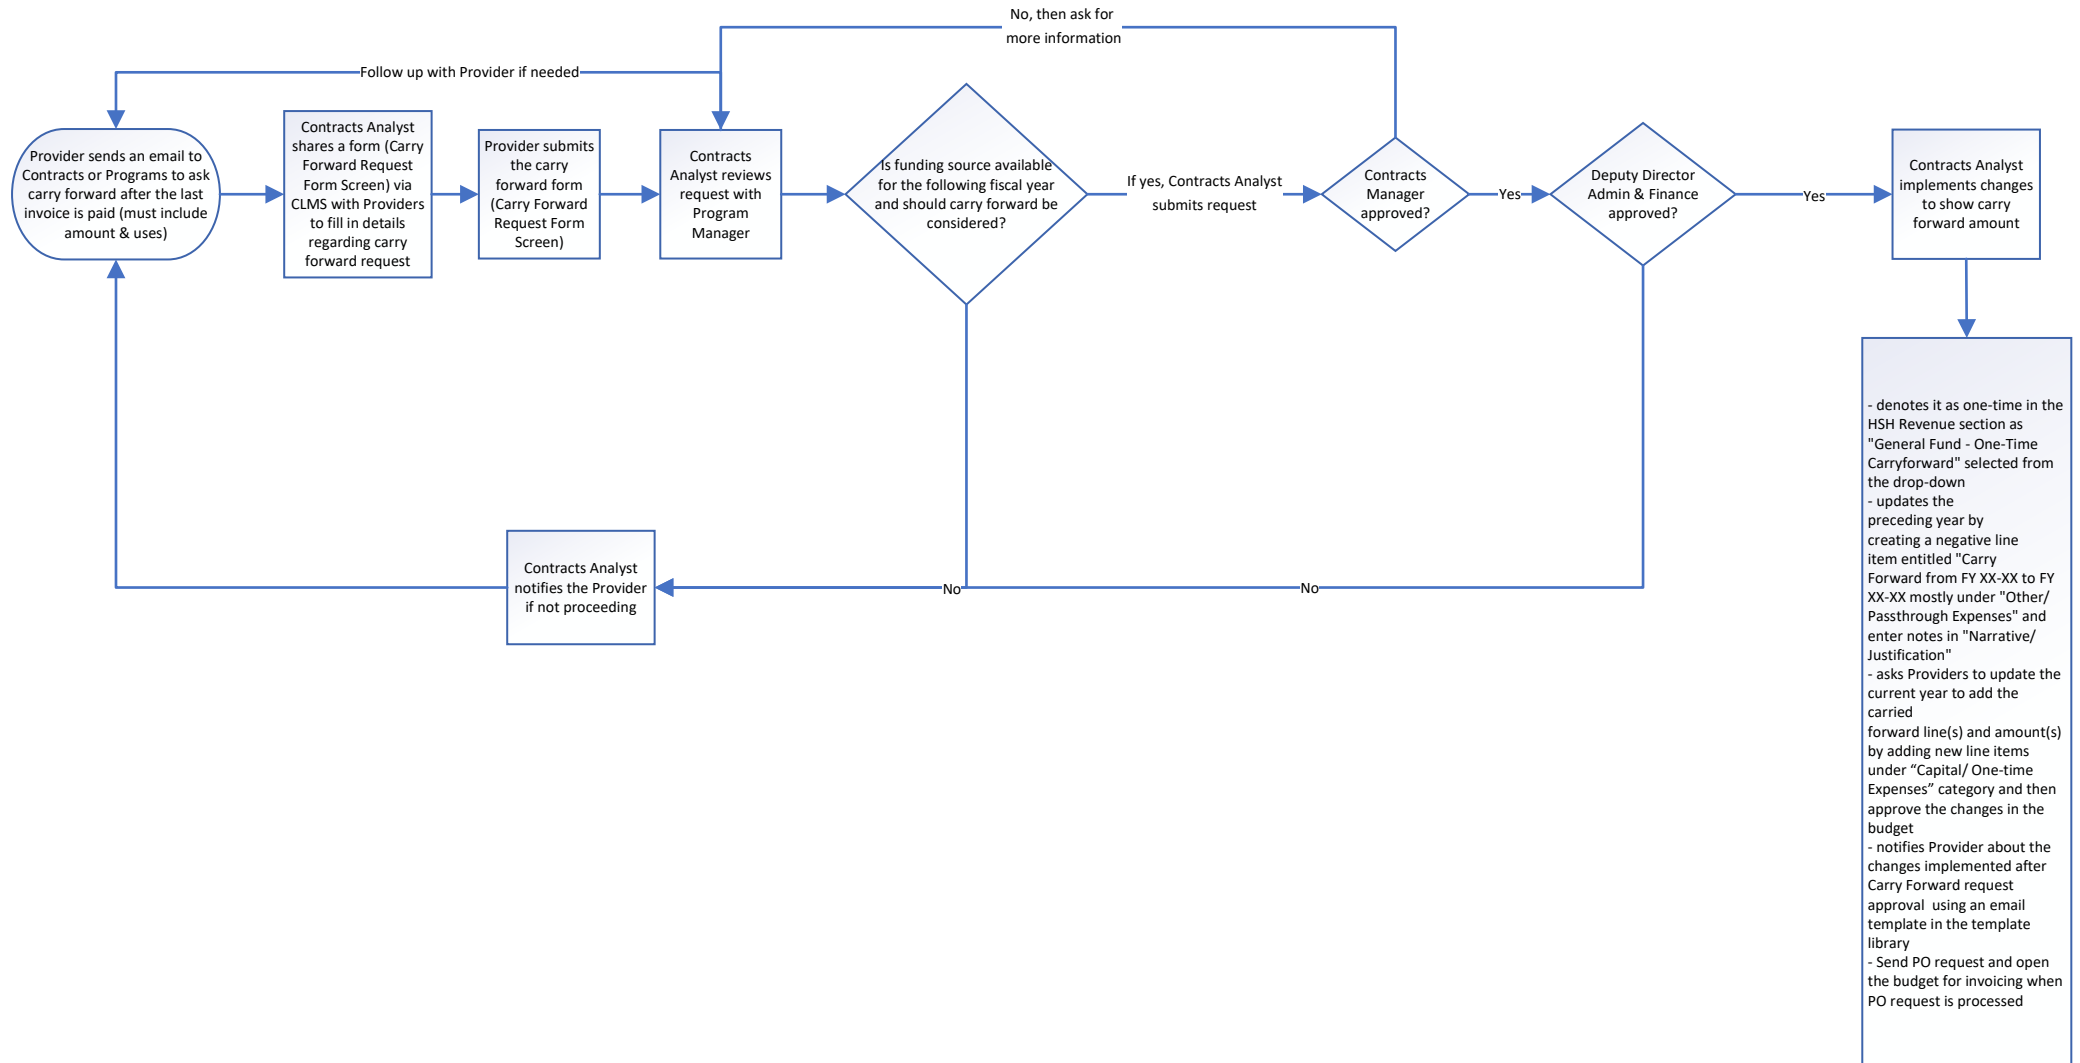 No, then ask for
more information
Follow up with Provider if needed
Provider sends an email to
Contracts or Programs to ask
carry forward after the last
invoice is paid (must include
amount & uses)
Contracts Analyst
shares a form (Carry
Forward Request
Form Screen) via
CLMS with Providers
to fill in details
regarding carry
forward request
Provider submits
the carry
forward form
(Carry Forward
Request Form
Screen)
Contracts
Analyst reviews
request with
Program
Manager
Is funding source available
for the following fiscal year
and should carry forward be
considered?
If yes, Contracts Analyst
submits request
Contracts
Manager
approved?
Yes
Deputy Director
Admin & Finance
approved?
Yes
Contracts Analyst
implements changes
to show carry
forward amount
- denotes it as one-time in the
HSH Revenue section as
"General Fund - One-Time
Carryforward" selected from
the drop-down
- updates the
preceding year by
creating a negative line
item entitled "Carry
Forward from FY XX-XX to FY
XX-XX mostly under "Other/
Passthrough Expenses" and
enter notes in "Narrative/
Justification"
- asks Providers to update the
current year to add the
carried
forward line(s) and amount(s)
by adding new line items
under “Capital/ One-time
Expenses” category and then
approve the changes in the
budget
- notifies Provider about the
changes implemented after
Carry Forward request
approval  using an email
template in the template
library
- Send PO request and open
the budget for invoicing when
PO request is processed
Contracts Analyst
notifies the Provider
if not proceeding
No
No